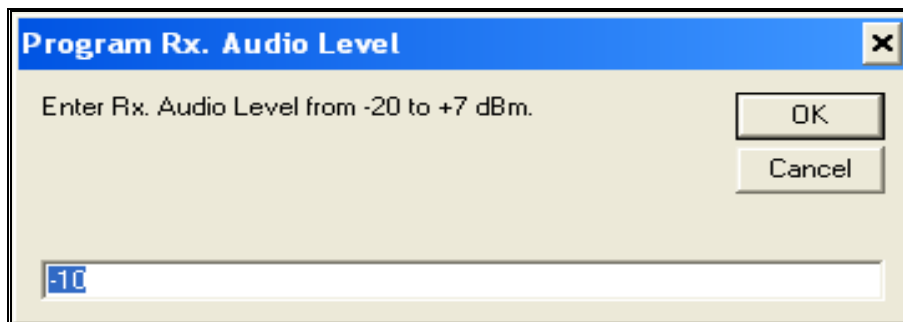 Program Rx. Audio Level
Enter Rx. Audio Level from -20 to +7 dBm.
OK
Cancel
-10